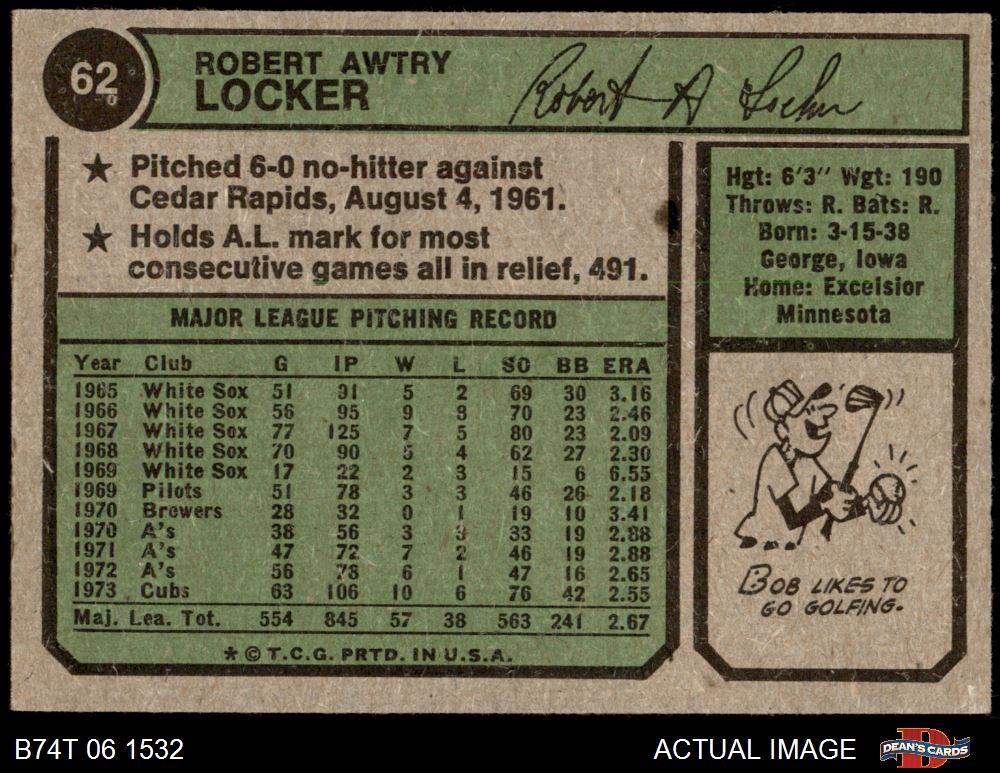 62
ROBERT AWTRY
LOCKER
Robert A Locker
★ Pitched 6-0 no-hitter against
Cedar Rapids, August 4, 1961.
★ Holds A.L. mark for most
consecutive games all in relief, 491.
Hgt: 6'3" Wgt: 190
Throws: R. Bats: R.
Born: 3-15-38
George, Iowa
Home: Excelsior
Minnesota
MAJOR LEAGUE PITCHING RECORD
Year Club G IP W L SO BB ERA
1965 White Sox 51 91 5 2 69 30 3.16
1966 White Sox 56 95 9 8 70 23 2.46
1967 White Sox 77 125 7 5 80 23 2.09
1968 White Sox 70 90 5 4 62 27 2.30
1969 White Sox 17 22 2 3 15 6 6.55
1969 Pilots 51 78 3 3 46 26 2.18
1970 Brewers 28 32 0 1 19 10 3.41
1970 A's 38 56 3 3 33 19 2.88
1971 A's 47 72 7 2 46 19 2.88
1972 A's 56 78 6 1 47 16 2.65
1973 Cubs 63 106 10 6 76 42 2.55
Maj. Lea. Tot. 554 845 57 38 563 241 2.67
* © T.C.G. PRTD. IN U.S.A.
BOB LIKES TO
GO GOLFING.
B74T 06 1532
ACTUAL IMAGE
DEAN'S CARDS